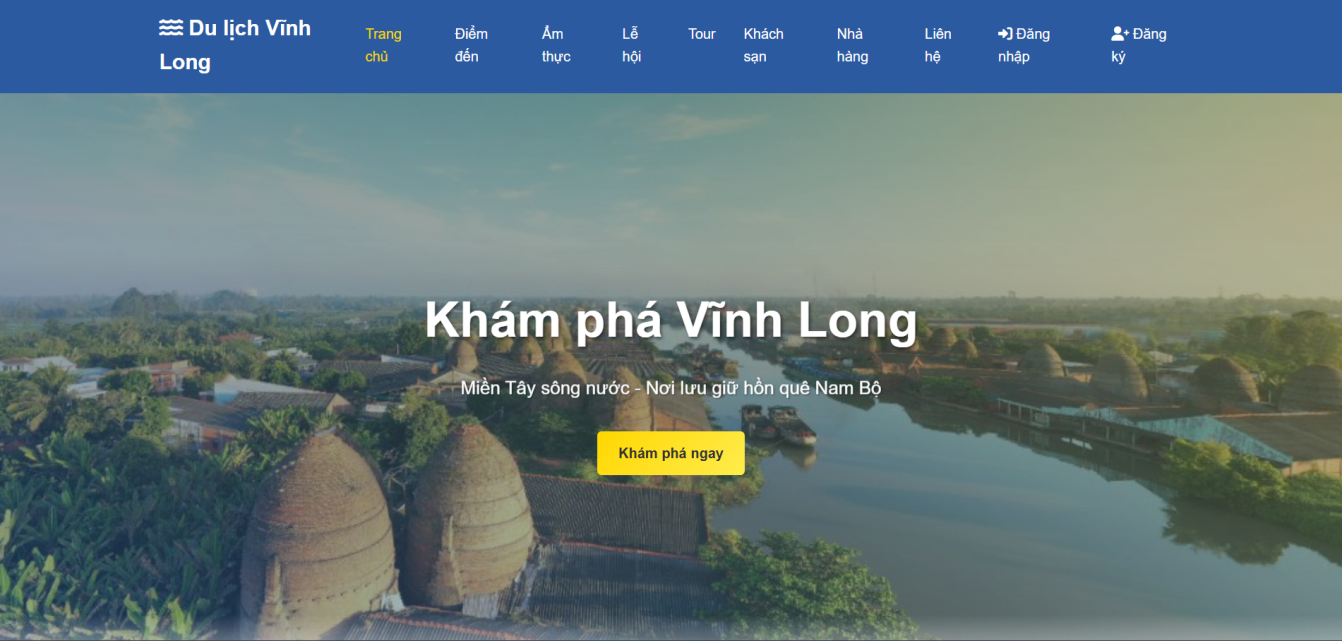 Du lịch Vĩnh Long
Trang chủ
Điểm đến
Ẩm thực
Lễ hội
Tour
Khách sạn
Nhà hàng
Liên hệ
Đăng nhập
Đăng ký
Khám phá Vĩnh Long
Miền Tây sông nước - Nơi lưu giữ hồn quê Nam Bộ
Khám phá ngay